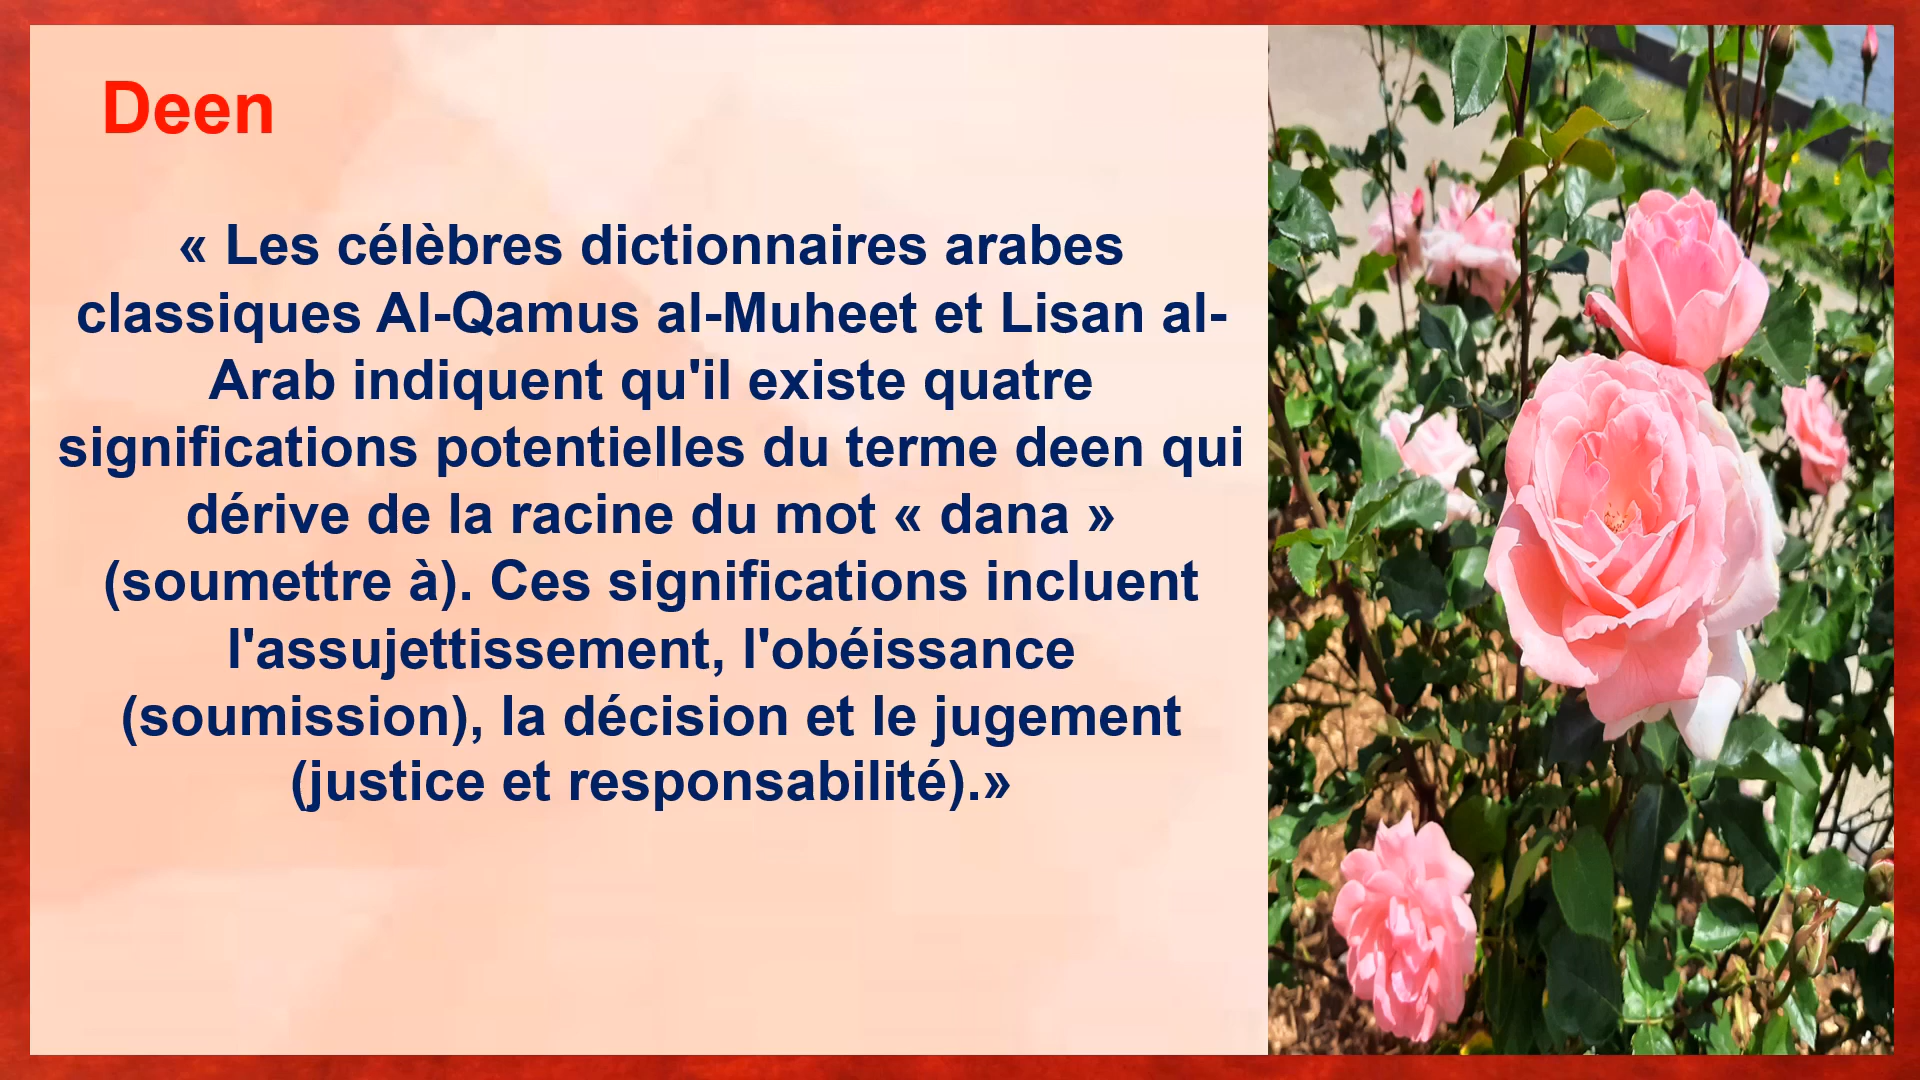 Deen
« Les célèbres dictionnaires arabes
classiques Al-Qamus al-Muheet et Lisan al-
Arab indiquent qu'il existe quatre
significations potentielles du terme deen qui
dérive de la racine du mot « dana »
(soumettre à). Ces significations incluent
l'assujettissement, l'obéissance
(soumission), la décision et le jugement
(justice et responsabilité).»